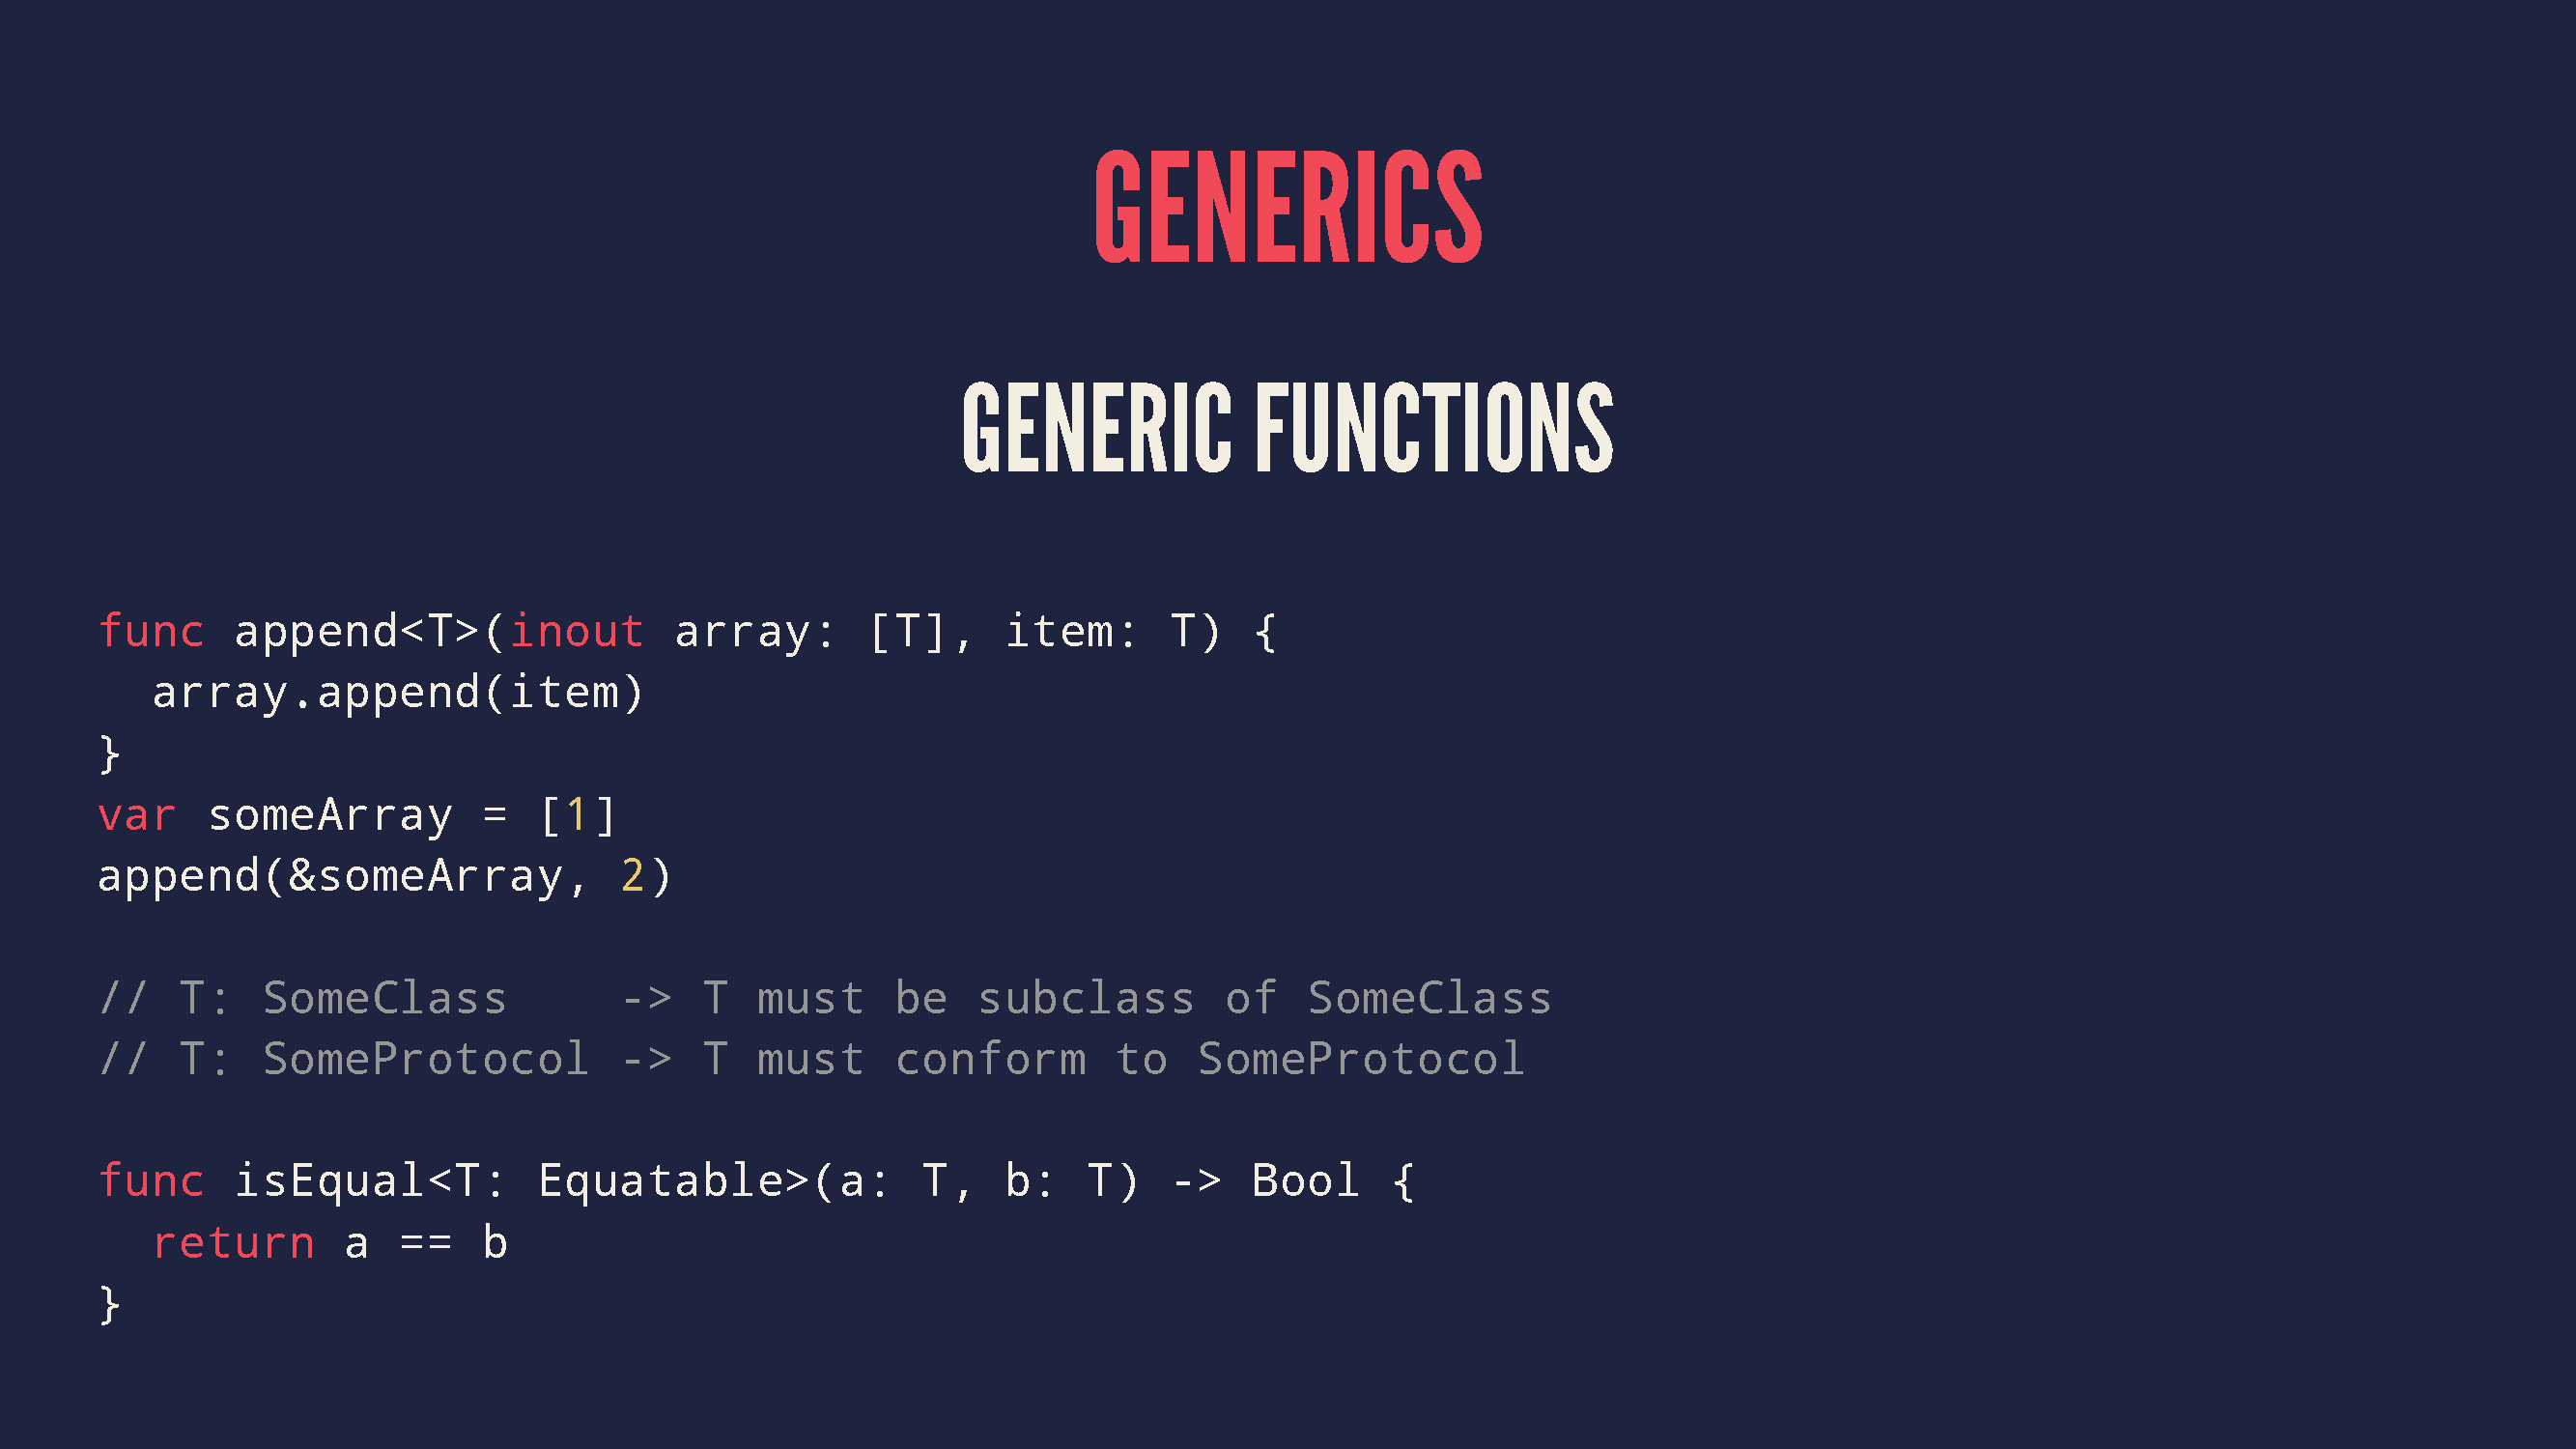 GENERICS
GENERIC FUNCTIONS
func append<T>(inout array: [T], item: T) {
  array.append(item)
}
var someArray = [1]
append(&someArray, 2)
// T: SomeClass    -> T must be subclass of SomeClass
// T: SomeProtocol -> T must conform to SomeProtocol
func isEqual<T: Equatable>(a: T, b: T) -> Bool {
  return a == b
}